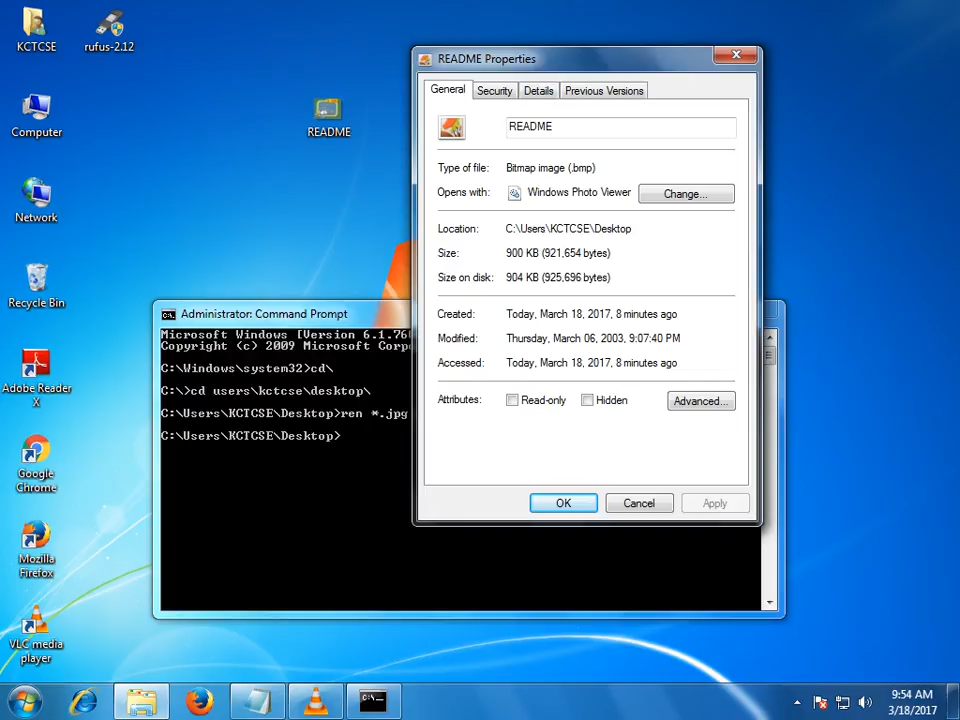 KCTCSE
rufus-2.12
Computer
Network
Recycle Bin
Adobe Reader
X
Google
Chrome
Mozilla
Firefox
VLC media
player
README
README Properties
General
Security
Details
Previous Versions
README
Type of file: Bitmap image (.bmp)
Opens with: Windows Photo Viewer Change...
Location: C:\Users\KCTCSE\Desktop
Size: 900 KB (921,654 bytes)
Size on disk: 904 KB (925,696 bytes)
Created: Today, March 18, 2017, 8 minutes ago
Modified: Thursday, March 06, 2003, 9:07:40 PM
Accessed: Today, March 18, 2017, 8 minutes ago
Attributes: Read-only Hidden Advanced...
OK Cancel Apply
Administrator: Command Prompt
Microsoft Windows [Version 6.1.76
Copyright (c) 2009 Microsoft Corp
C:\Windows\system32>cd\
C:\>cd users\kctcse\desktop\
C:\Users\KCTCSE\Desktop>ren *.jpg
C:\Users\KCTCSE\Desktop>
9:54 AM
3/18/2017